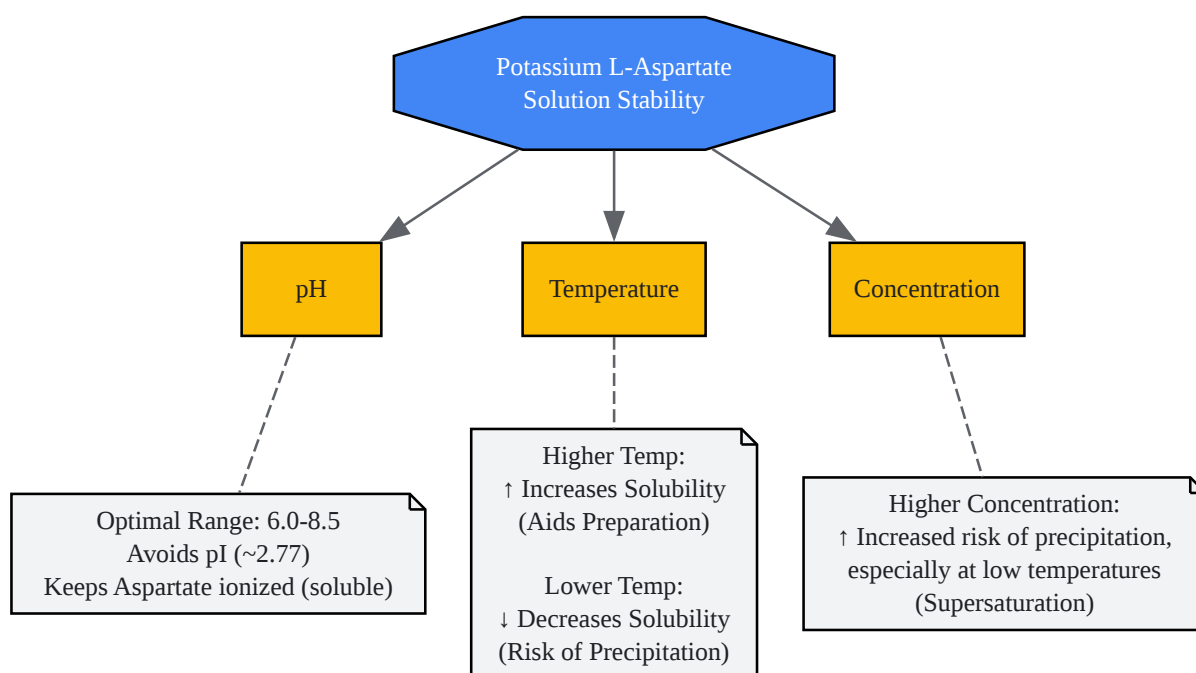 Potassium L-Aspartate
Solution Stability
pH
Temperature
Concentration
Optimal Range: 6.0-8.5
Avoids pI (~2.77)
Keeps Aspartate ionized (soluble)
Higher Temp:
↑ Increases Solubility
(Aids Preparation)
Lower Temp:
↓ Decreases Solubility
(Risk of Precipitation)
Higher Concentration:
↑ Increased risk of precipitation,
especially at low temperatures
(Supersaturation)